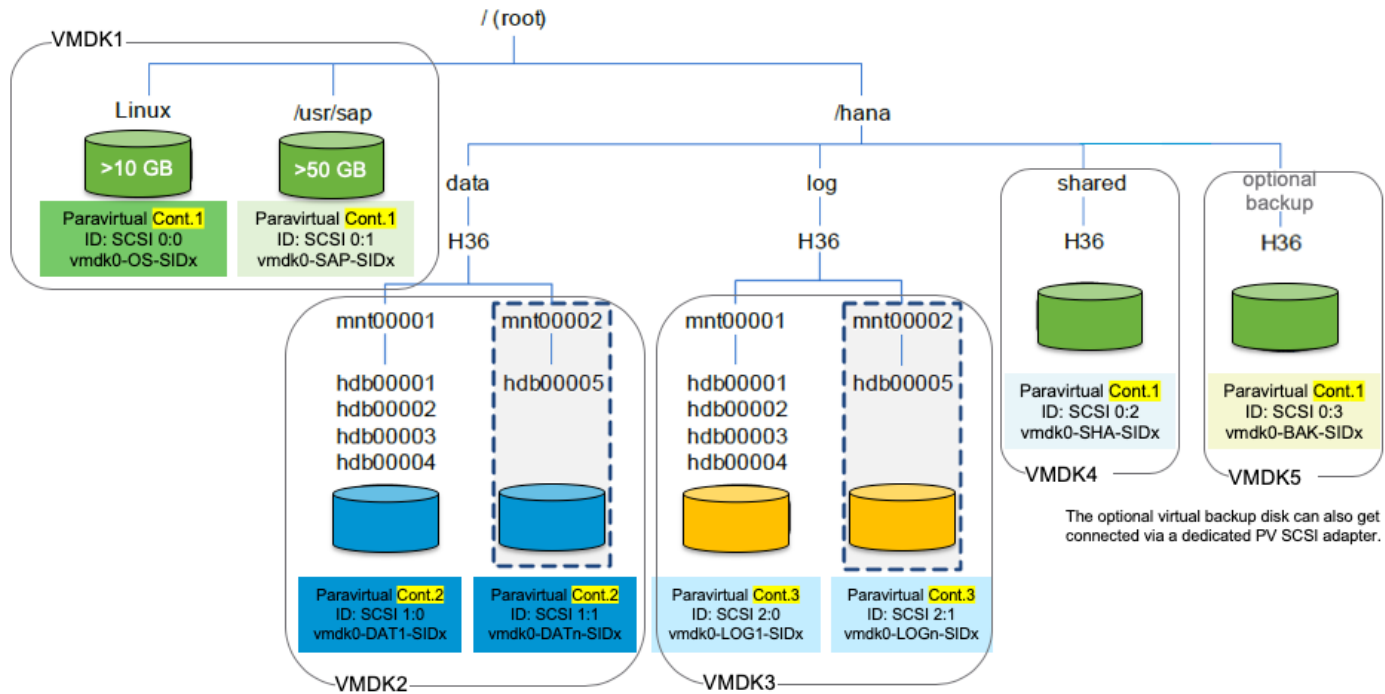 / (root)
VMDK1
Linux
/usr/sap
/hana
>10 GB
>50 GB
Paravirtual Cont.1
ID: SCSI 0:0
vmdk0-OS-SIDx
Paravirtual Cont.1
ID: SCSI 0:1
vmdk0-SAP-SIDx
data
log
shared
optional
backup
H36
H36
H36
H36
mnt00001
mnt00002
mnt00001
mnt00002
hdb00001
hdb00002
hdb00003
hdb00004
hdb00005
hdb00001
hdb00002
hdb00003
hdb00004
hdb00005
Paravirtual Cont.1
ID: SCSI 0:2
vmdk0-SHA-SIDx
VMDK4
Paravirtual Cont.1
ID: SCSI 0:3
vmdk0-BAK-SIDx
VMDK5
The optional virtual backup disk can also get
connected via a dedicated PV SCSI adapter.
Paravirtual Cont.2
ID: SCSI 1:0
vmdk0-DAT1-SIDx
Paravirtual Cont.2
ID: SCSI 1:1
vmdk0-DATn-SIDx
VMDK2
Paravirtual Cont.3
ID: SCSI 2:0
vmdk0-LOG1-SIDx
Paravirtual Cont.3
ID: SCSI 2:1
vmdk0-LOGn-SIDx
VMDK3